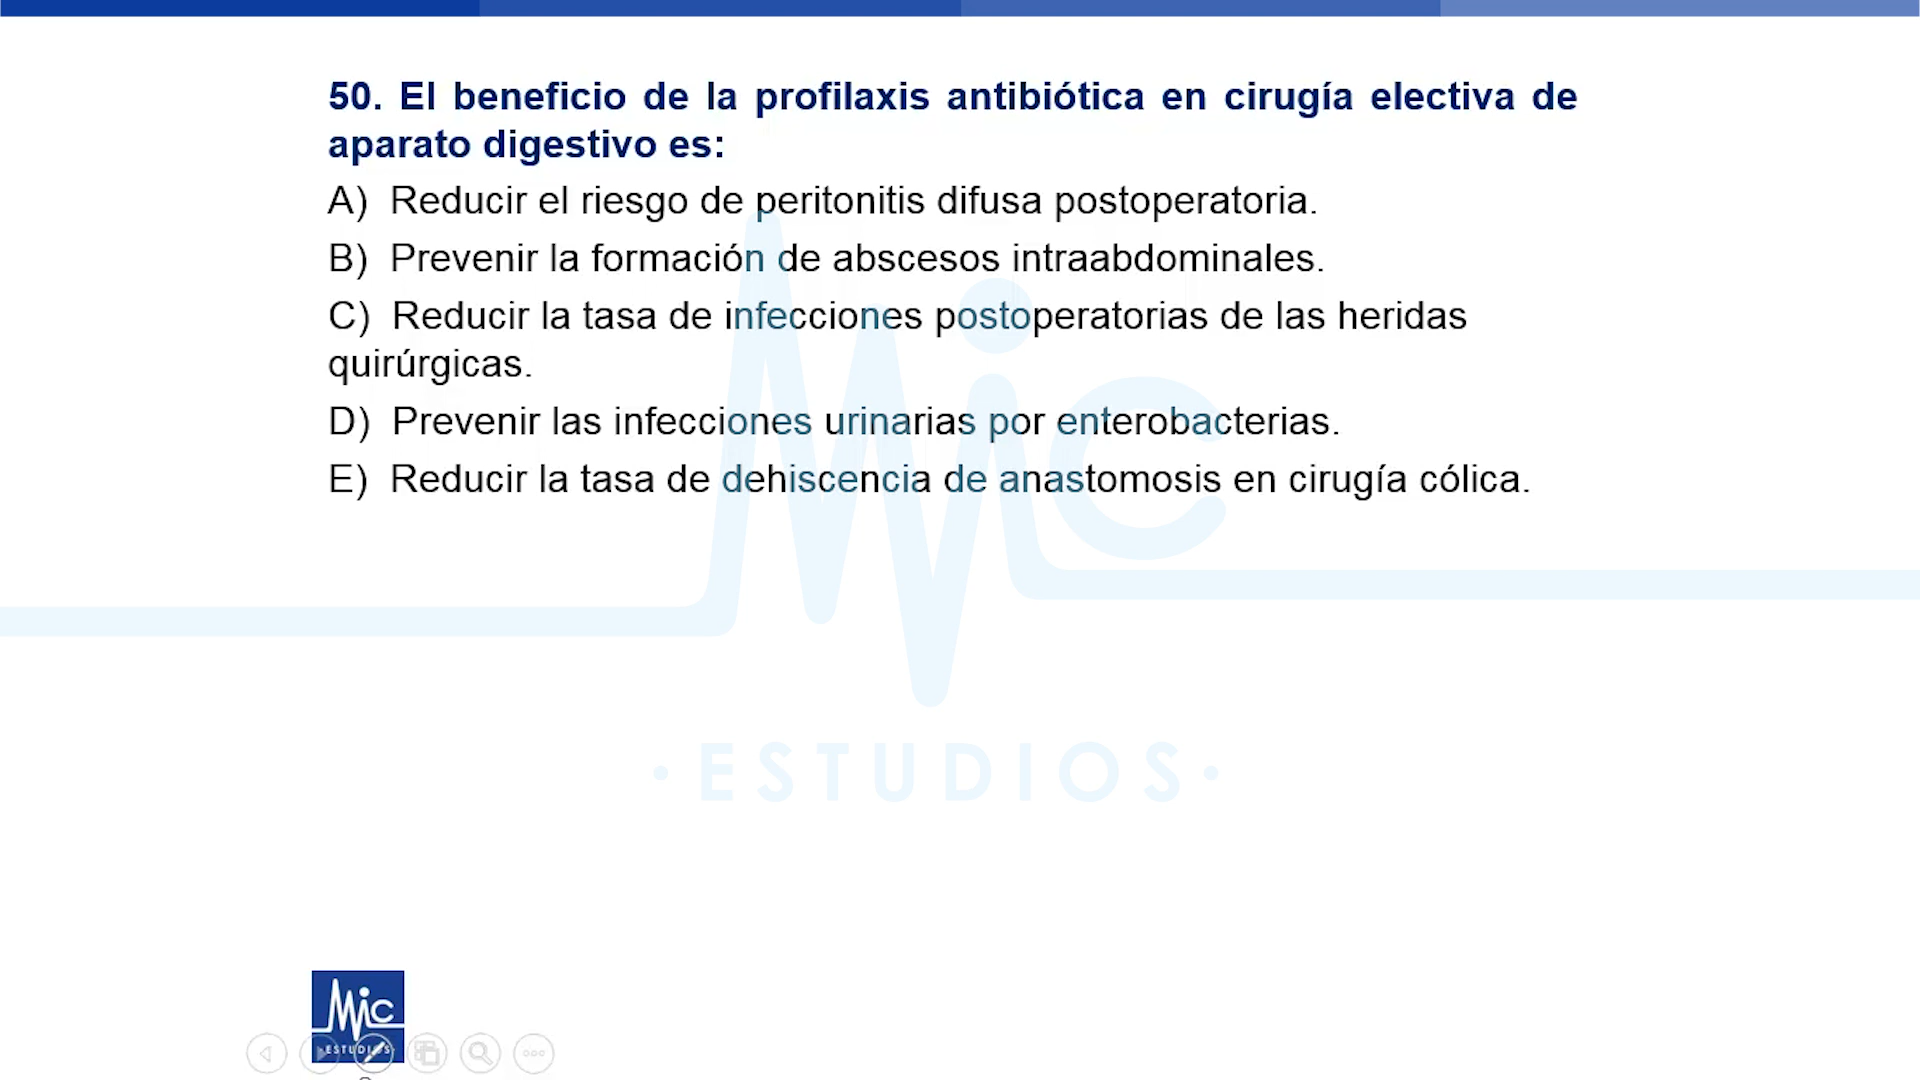 50. El beneficio de la profilaxis antibiótica en cirugía electiva de
aparato digestivo es:
A) Reducir el riesgo de peritonitis difusa postoperatoria.
B) Prevenir la formación de abscesos intraabdominales.
C) Reducir la tasa de infecciones postoperatorias de las heridas
quirúrgicas.
D) Prevenir las infecciones urinarias por enterobacterias.
E) Reducir la tasa de dehiscencia de anastomosis en cirugía cólica.
Mic
·ESTUDIOS·
Mic
·ESTUDIOS·